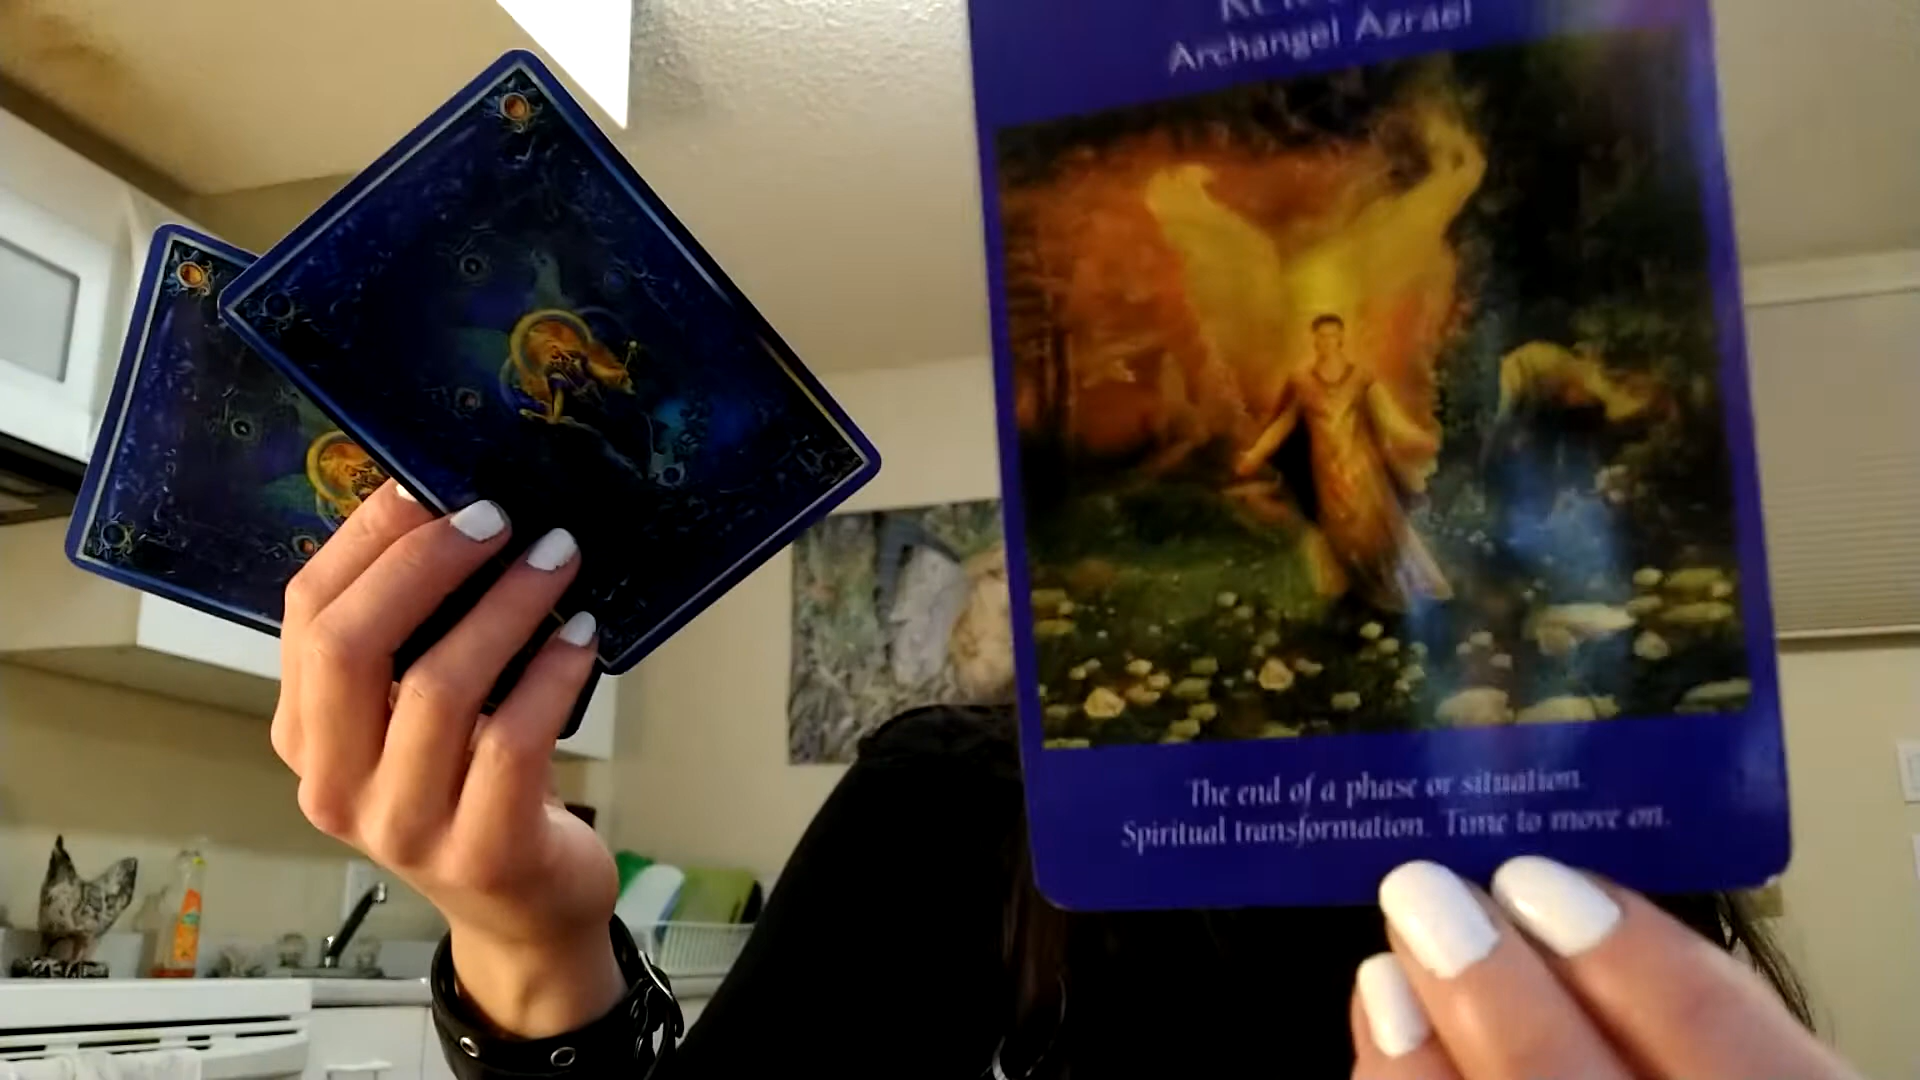 Archangel Azrael
The end of a phase or situation.
Spiritual transformation. Time to move on.